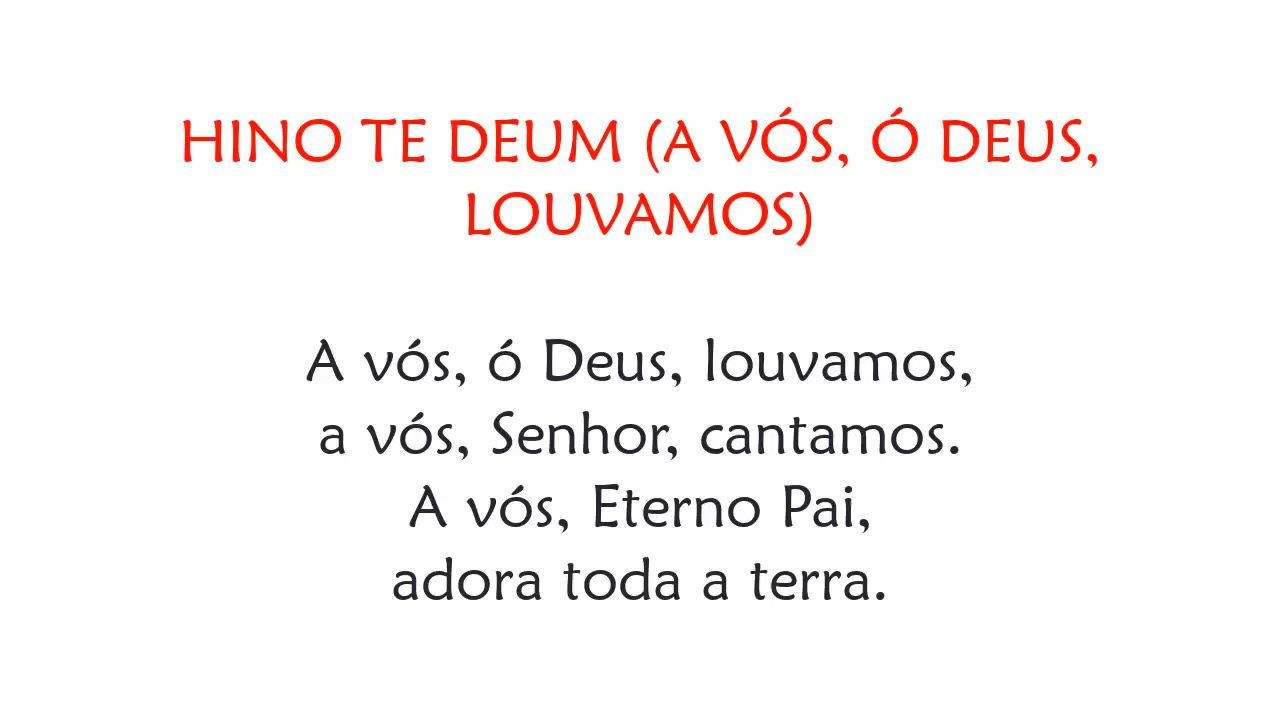 HINO TE DEUM (A VÓS, Ó DEUS,
LOUVAMOS)
A vós, ó Deus, louvamos,
a vós, Senhor, cantamos.
A vós, Eterno Pai,
adora toda a terra.